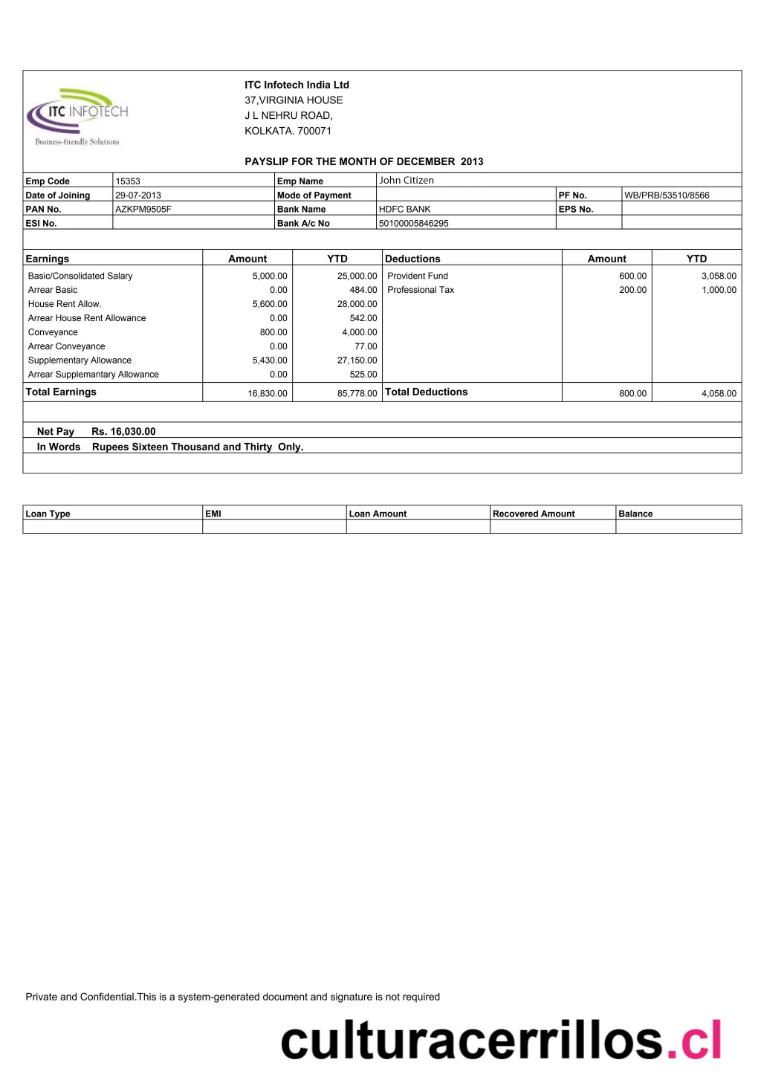 ITC INFOTECH
Business-friendly Solutions
ITC Infotech India Ltd
37,VIRGINIA HOUSE
J L NEHRU ROAD,
KOLKATA. 700071
PAYSLIP FOR THE MONTH OF DECEMBER 2013
Emp Code 15353 Emp Name John Citizen
Date of Joining 29-07-2013 Mode of Payment PF No. WB/PRB/53510/8566
PAN No. AZKPM9505F Bank Name HDFC BANK EPS No.
ESI No. Bank A/c No 50100005846295
Earnings Amount YTD Deductions Amount YTD
Basic/Consolidated Salary 5,000.00 25,000.00 Provident Fund 600.00 3,058.00
Arrear Basic 0.00 484.00 Professional Tax 200.00 1,000.00
House Rent Allow. 5,600.00 28,000.00
Arrear House Rent Allowance 0.00 542.00
Conveyance 800.00 4,000.00
Arrear Conveyance 0.00 77.00
Supplementary Allowance 5,430.00 27,150.00
Arrear Supplemantary Allowance 0.00 525.00
Total Earnings 16,830.00 85,778.00 Total Deductions 800.00 4,058.00
Net Pay Rs. 16,030.00
In Words Rupees Sixteen Thousand and Thirty Only.
Loan Type EMI Loan Amount Recovered Amount Balance
Private and Confidential.This is a system-generated document and signature is not required
culturacerrillos.cl